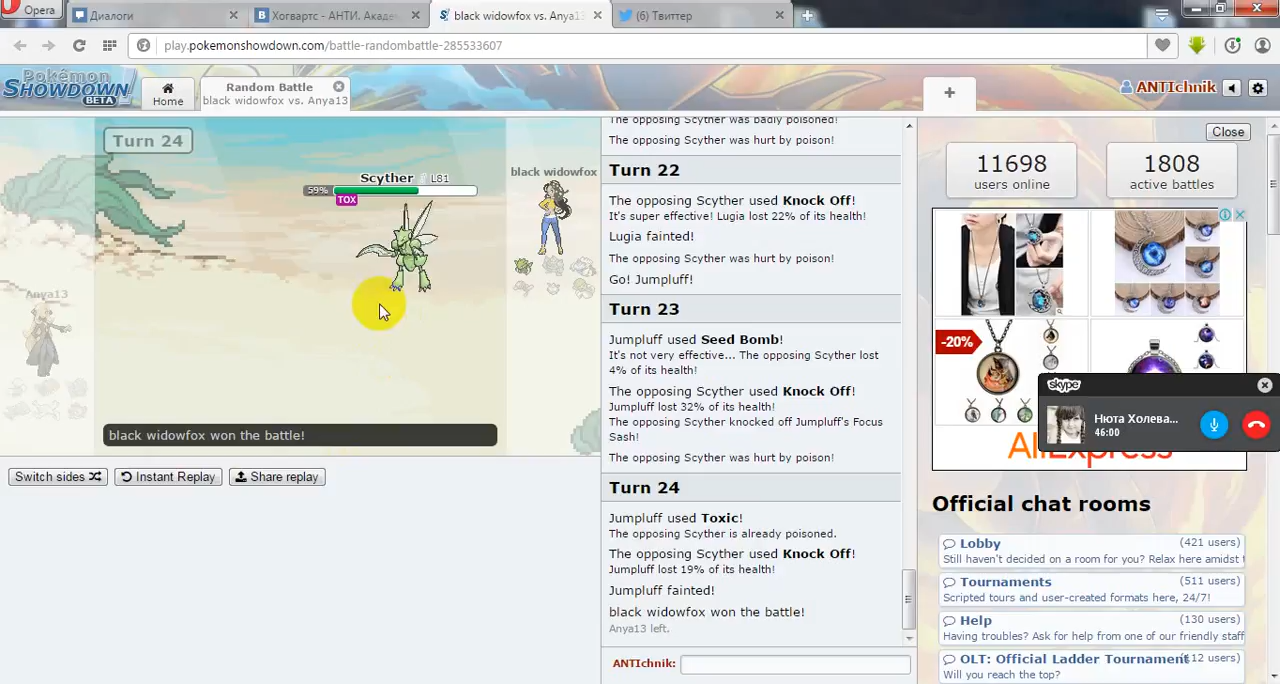 Opera
Диалоги
Хогвартс - АНТИ. Акаде
black widowfox vs. Anya13
(6) Твиттер
play.pokemonshowdown.com/battle-randombattle-285533607
Pokémon
SHOWDOWN
BETA
Home
Random Battle
black widowfox vs. Anya13
+
ANTIchnik
Turn 24
Scyther L81
59%
TOX
black widowfox
Anya13
black widowfox won the battle!
Switch sides
Instant Replay
Share replay
The opposing Scyther was badly poisoned!
The opposing Scyther was hurt by poison!
Turn 22
The opposing Scyther used Knock Off!
It's super effective! Lugia lost 22% of its health!
Lugia fainted!
The opposing Scyther was hurt by poison!
Go! Jumpluff!
Turn 23
Jumpluff used Seed Bomb!
It's not very effective... The opposing Scyther lost
4% of its health!
The opposing Scyther used Knock Off!
Jumpluff lost 32% of its health!
The opposing Scyther knocked off Jumpluff's Focus
Sash!
The opposing Scyther was hurt by poison!
Turn 24
Jumpluff used Toxic!
The opposing Scyther is already poisoned.
The opposing Scyther used Knock Off!
Jumpluff lost 19% of its health!
Jumpluff fainted!
black widowfox won the battle!
Anya13 left.
ANTIchnik:
Close
11698
users online
1808
active battles
-20%
AliExpress
skype
Нюта Холева...
46:00
Official chat rooms
Lobby (421 users)
Still haven't decided on a room for you? Relax here amidst
Tournaments (511 users)
Scripted tours and user-created formats here, 24/7!
Help (130 users)
Having troubles? Ask for help from one of our friendly staff
OLT: Official Ladder Tournament 12 users)
Will you reach the top?